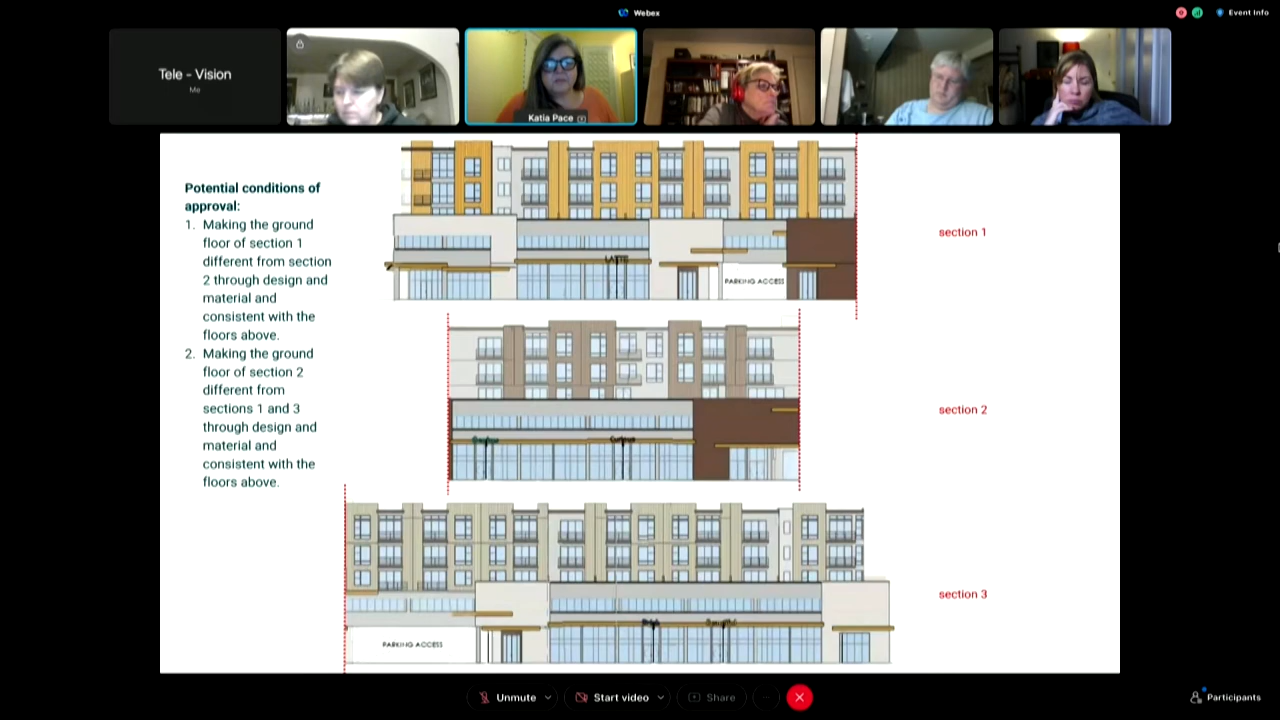 Webex
Event Info
Tele - Vision
Me
Katia Pace
Potential conditions of
approval:
1. Making the ground
floor of section 1
different from section
2 through design and
material and
consistent with the
floors above.
2. Making the ground
floor of section 2
different from
sections 1 and 3
through design and
material and
consistent with the
floors above.
LATTE
PARKING ACCESS
section 1
section 2
PARKING ACCESS
section 3
Unmute
Start video
Share
Participants